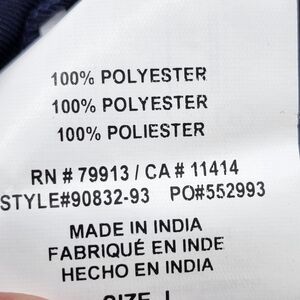 100% POLYESTER
100% POLYESTER
100% POLIESTER
RN # 79913 / CA # 11414
STYLE#90832-93 PO#552993
MADE IN INDIA
FABRIQUÉ EN INDE
HECHO EN INDIA
SIZE L